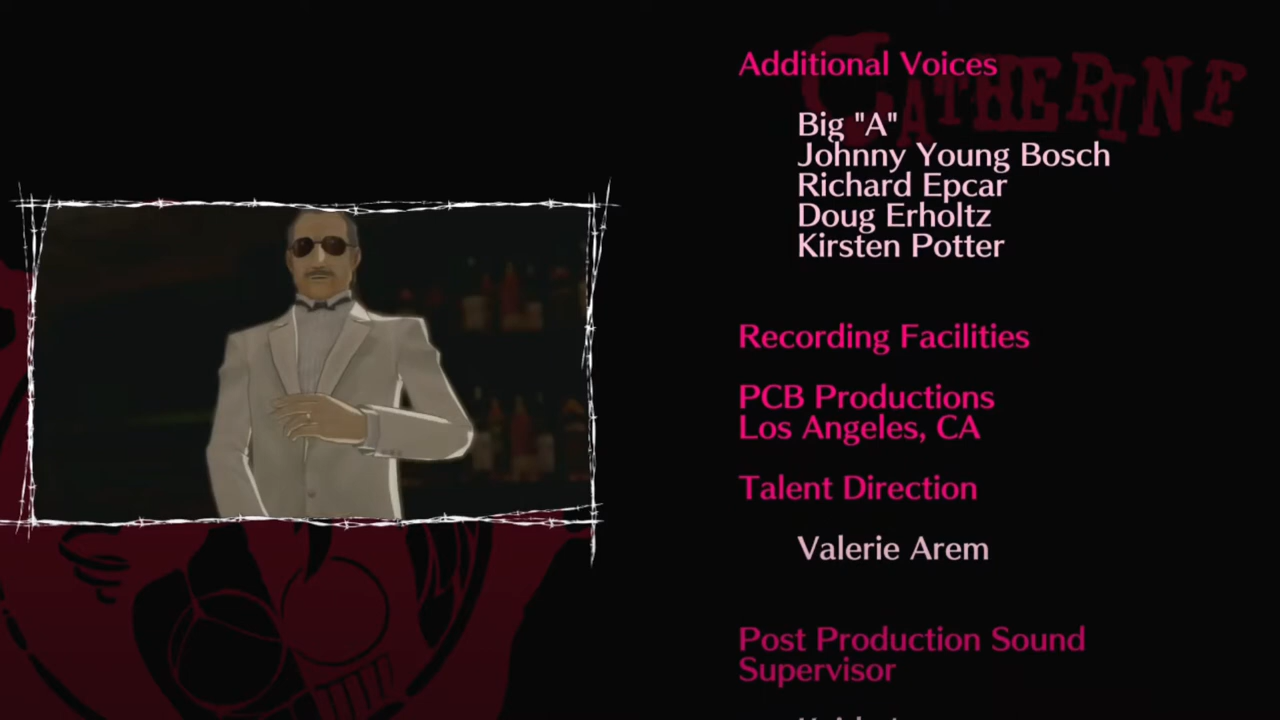 CATHERINE
Additional Voices
Big "A"
Johnny Young Bosch
Richard Epcar
Doug Erholtz
Kirsten Potter
Recording Facilities
PCB Productions
Los Angeles, CA
Talent Direction
Valerie Arem
Post Production Sound
Supervisor